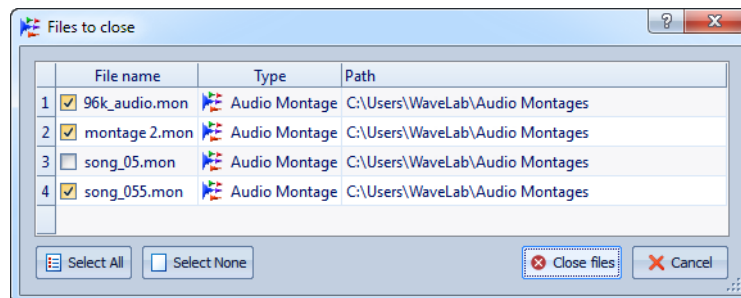 Files to close
File name Type Path
1 96k_audio.mon Audio Montage C:\Users\WaveLab\Audio Montages
2 montage 2.mon Audio Montage C:\Users\WaveLab\Audio Montages
3 song_05.mon Audio Montage C:\Users\WaveLab\Audio Montages
4 song_055.mon Audio Montage C:\Users\WaveLab\Audio Montages
Select All Select None Close files Cancel